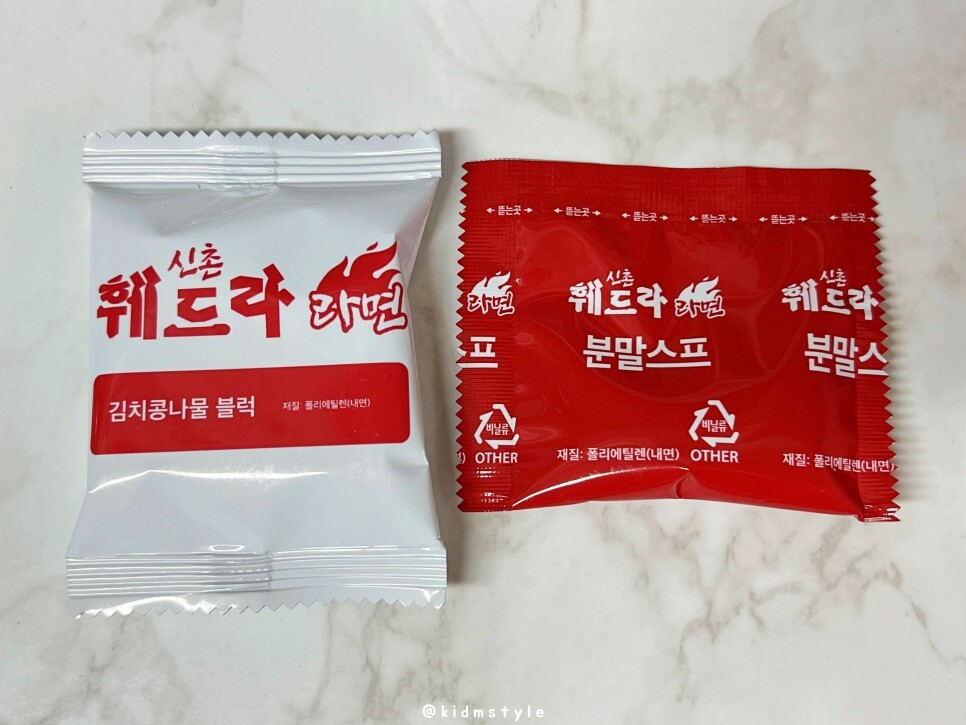 신촌
훼드라 라면
김치콩나물 블럭 재질: 폴리에틸렌(내면)
←뜯는곳→ ←뜯는곳→ ←뜯는곳→ ←뜯는곳→ ←뜯는곳→ ←뜯는곳→
신촌 신촌
라면 훼드라 라면 훼드라
스프 분말스프 분말스
비닐류 비닐류
OTHER OTHER
재질: 폴리에틸렌(내면) 재질: 폴리에틸렌(내면)
@kidmstyle